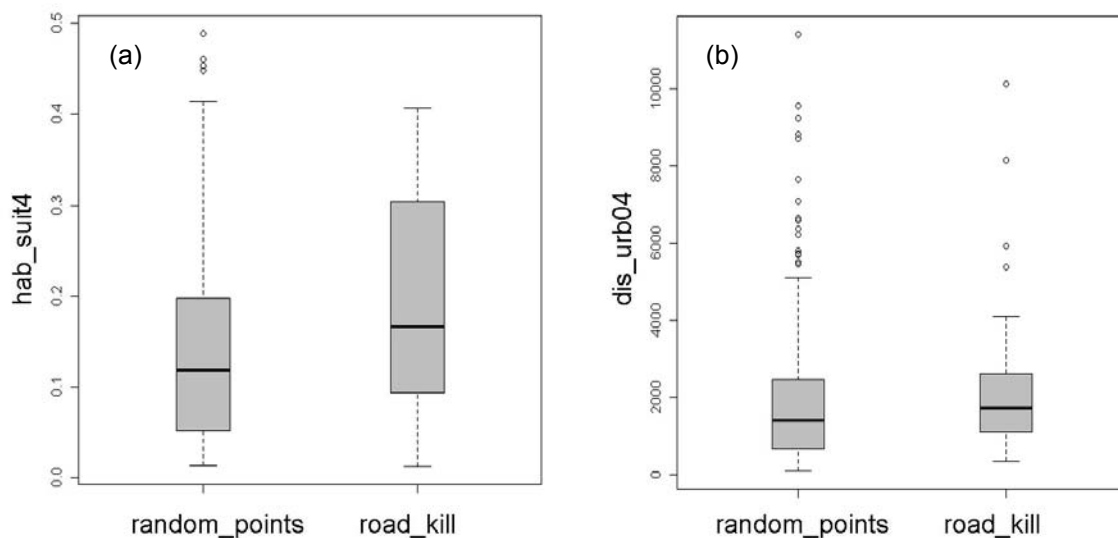 (a)
hab_suit4
0.5
0.4
0.3
0.2
0.1
0.0
random_points road_kill
(b)
dis_urb04
10000
8000
6000
4000
2000
0
random_points road_kill